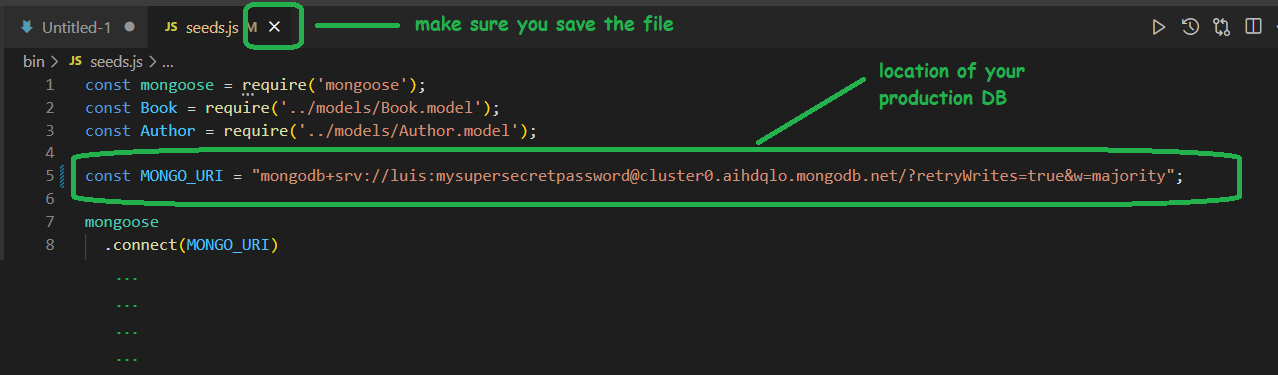 Untitled-1
JS seeds.js M
make sure you save the file
bin > JS seeds.js > ...
location of your
production DB
1 const mongoose = require('mongoose');
2 const Book = require('../models/Book.model');
3 const Author = require('../models/Author.model');
4
5 const MONGO_URI = "mongodb+srv://luis:mysupersecretpassword@cluster0.aihdqlo.mongodb.net/?retryWrites=true&w=majority";
6
7 mongoose
8 .connect(MONGO_URI)
...
...
...
...